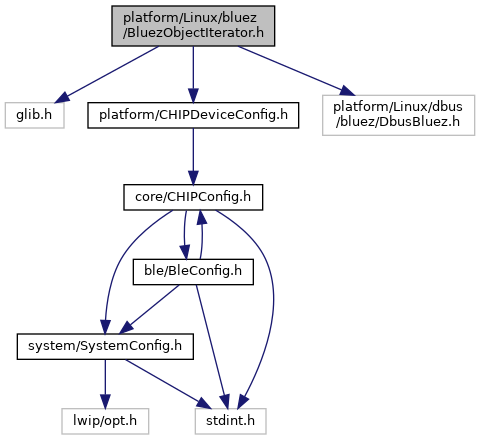 platform/Linux/bluez
/BluezObjectIterator.h
glib.h
platform/CHIPDeviceConfig.h
platform/Linux/dbus
/bluez/DbusBluez.h
core/CHIPConfig.h
ble/BleConfig.h
system/SystemConfig.h
lwip/opt.h
stdint.h